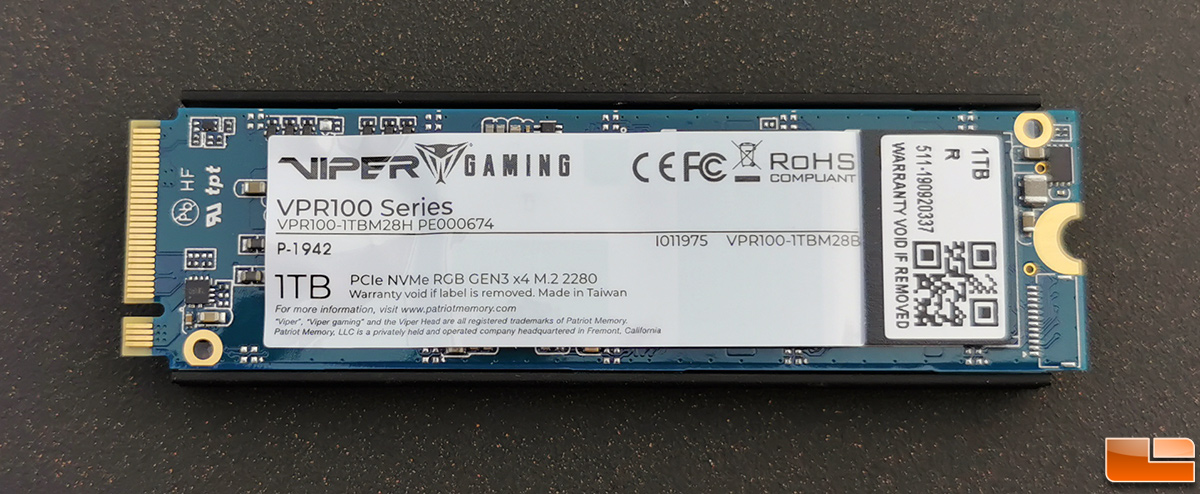 VIPER GAMING
CE FC RoHS
COMPLIANT
VPR100 Series
VPR100-1TBM28H PE000674
P-1942
I011975 VPR100-1TBM28B
1TB PCIe NVMe RGB GEN3 x4 M.2 2280
Warranty void if label is removed. Made in Taiwan
For more information, visit www.patriotmemory.com
"Viper", "Viper gaming" and the Viper Head are all registered trademarks of Patriot Memory.
Patriot Memory, LLC is a privately held and operated company headquartered in Fremont, California
1TB
R
511-190920337
WARRANTY VOID IF REMOVED
Pb HF
tpt